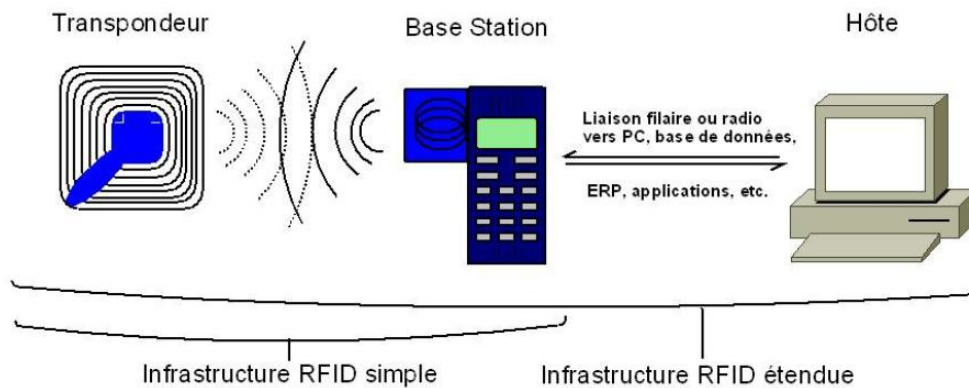 Transpondeur
Base Station
Hôte
Liaison filaire ou radio
vers PC, base de données,
ERP, applications, etc.
Infrastructure RFID simple
Infrastructure RFID étendue